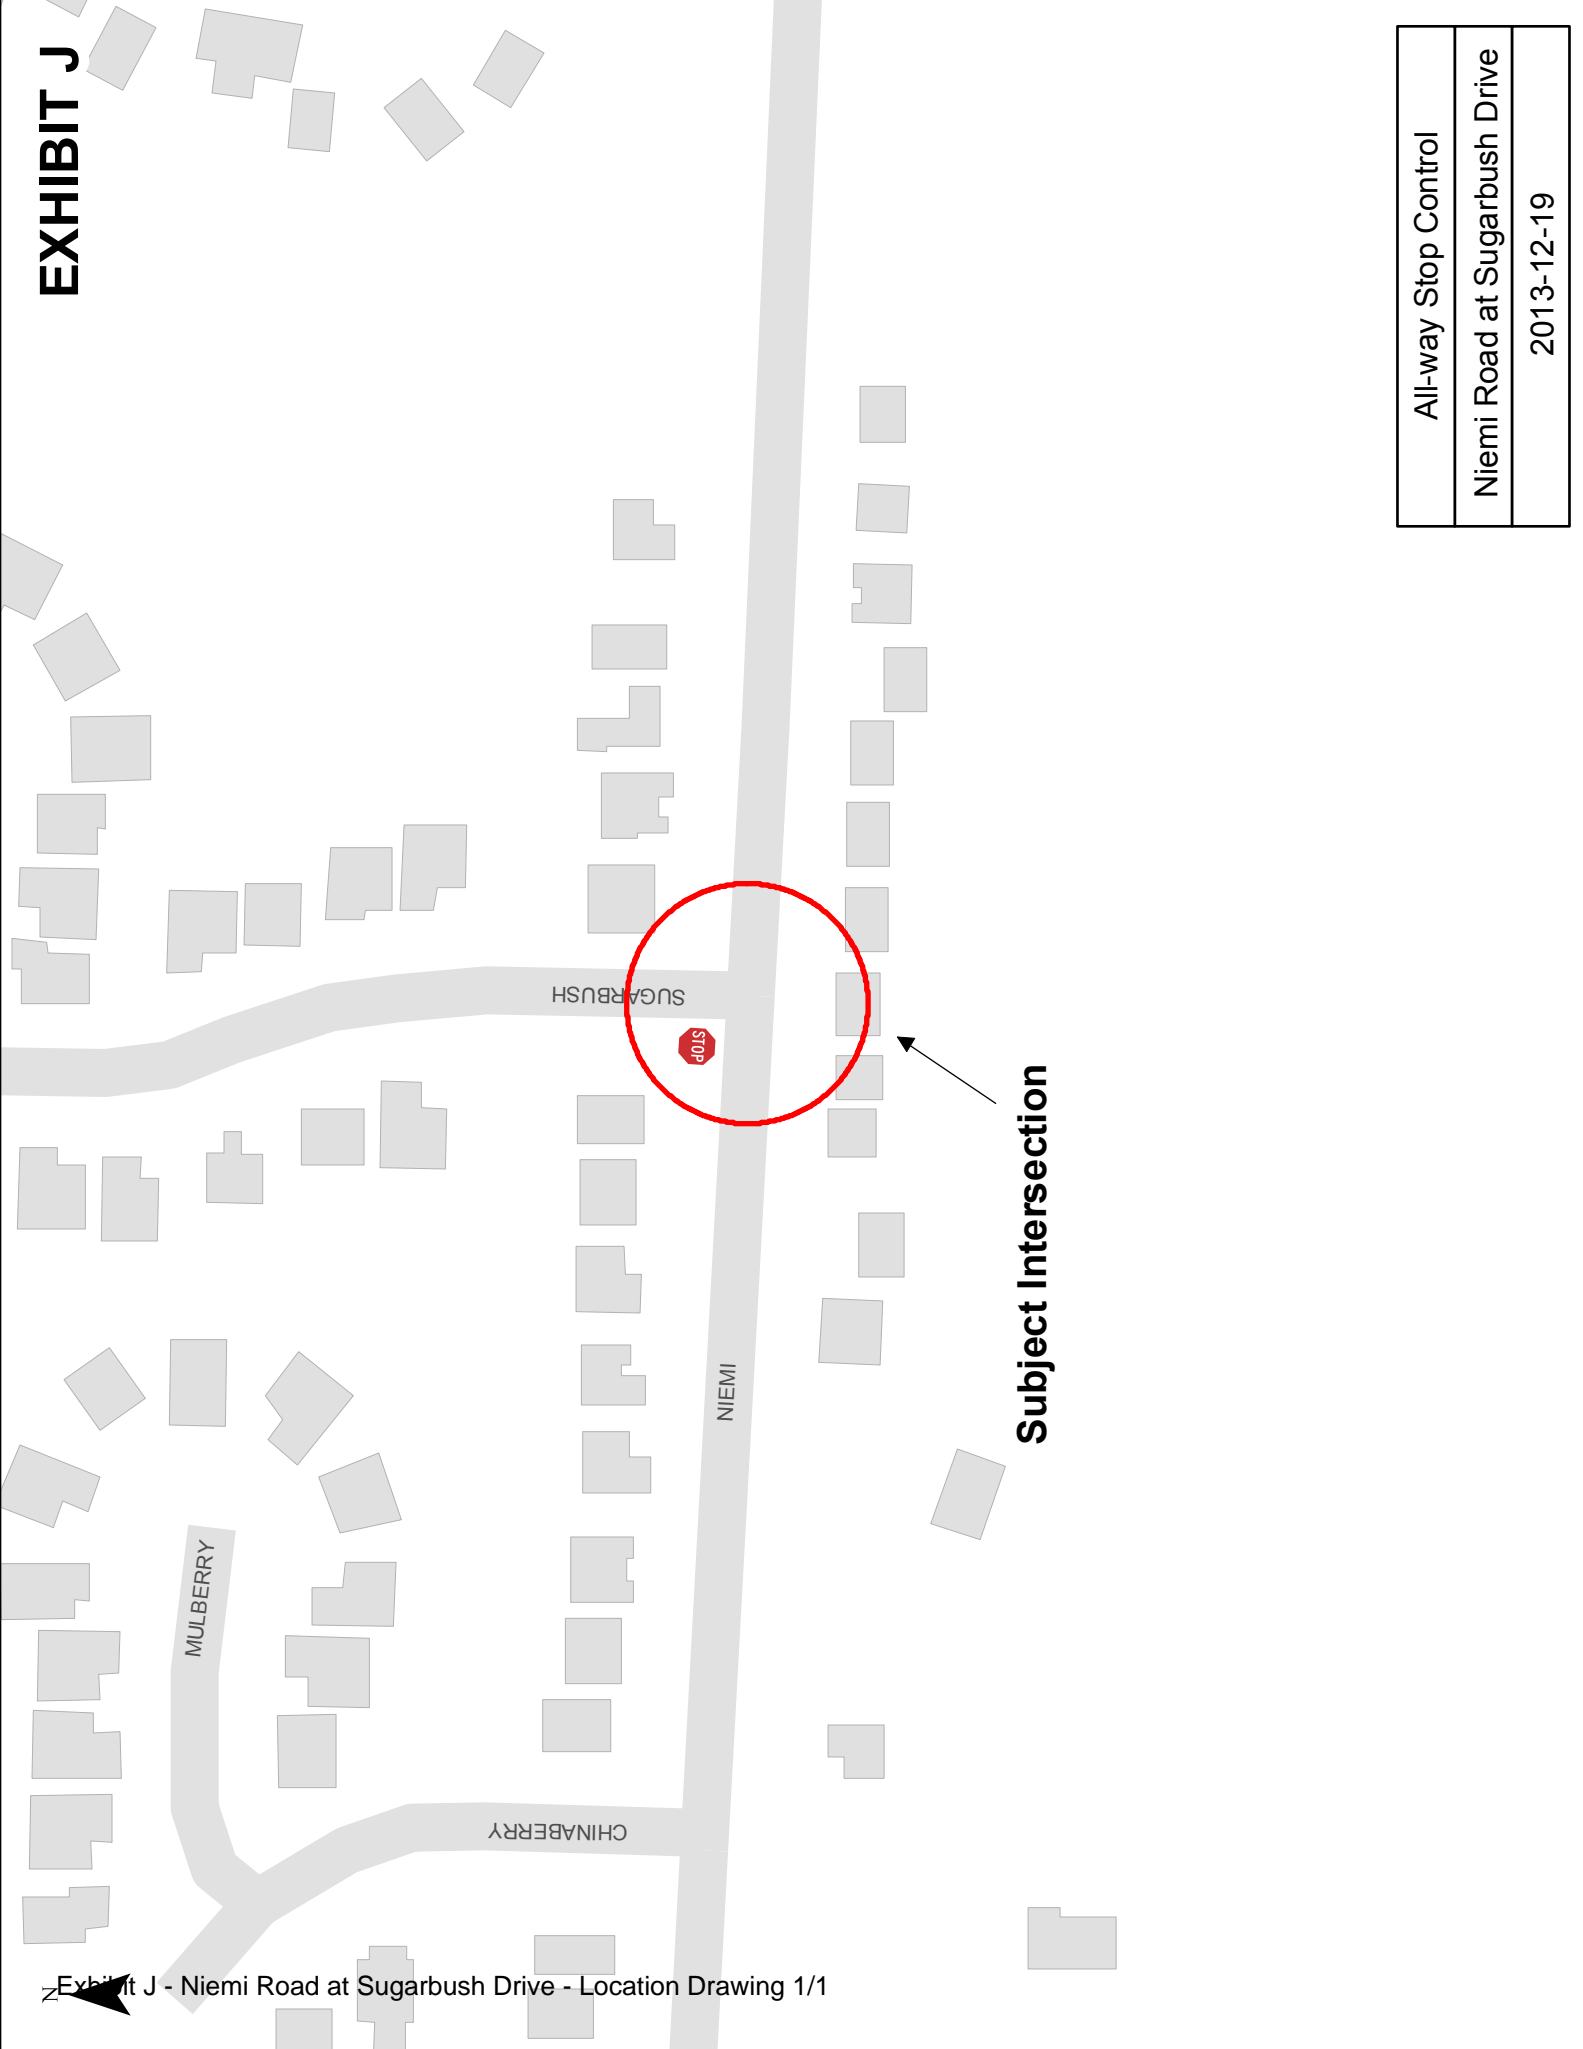 EXHIBIT J
SUGARBUSH
STOP
NIEMI
MULBERRY
CHINABERRY
Subject Intersection
All-way Stop Control
Niemi Road at Sugarbush Drive
2013-12-19
N
Exhibit J - Niemi Road at Sugarbush Drive - Location Drawing 1/1